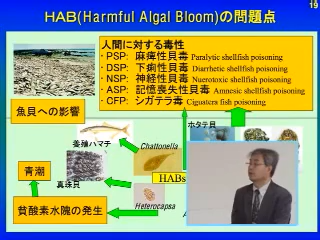 19
HAB(Harmful Algal Bloom)の問題点
人間に対する毒性
・PSP: 麻痺性貝毒 Paralytic shellfish poisoning
・DSP: 下痢性貝毒 Diarrhetic shellfish poisoning
・NSP: 神経性貝毒 Nuerotoxic shellfish poisoning
・ASP: 記憶喪失性貝毒 Amnesic shellfish poisoning
・CFP: シガテラ毒 Ciguatera fish poisoning
魚貝への影響
ホタテ貝
養殖ハマチ
Chattonella
青潮
HABs
真珠貝
Heterocapsa
貧酸素水隗の発生